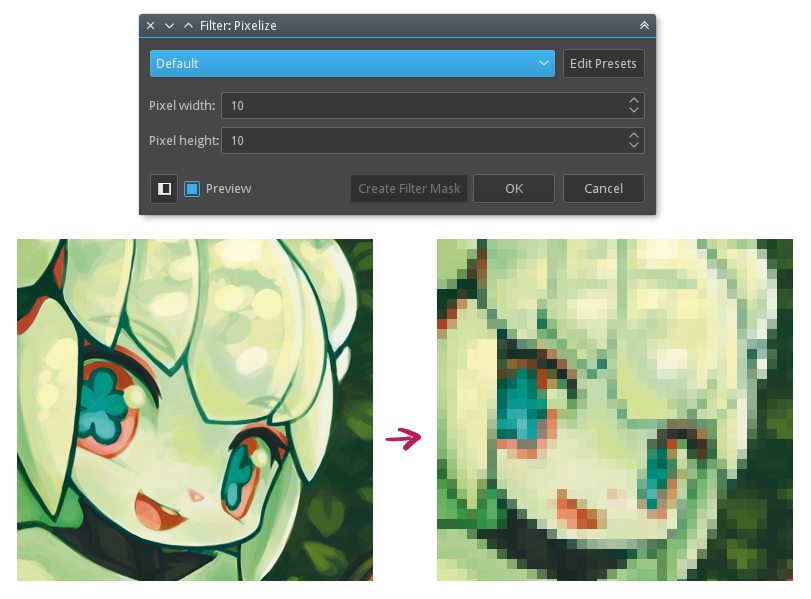 Filter: Pixelize
Default
Edit Presets
Pixel width: 10
Pixel height: 10
Preview
Create Filter Mask
OK
Cancel